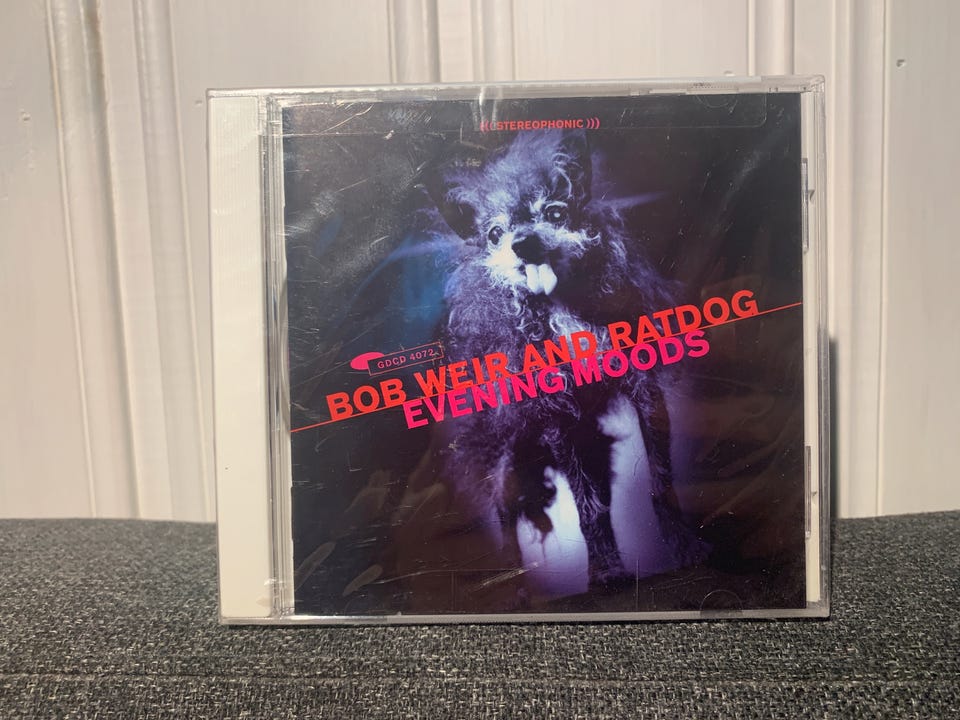 (((STEREOPHONIC)))
GDCD 4072
BOB WEIR AND RATDOG
EVENING MOODS